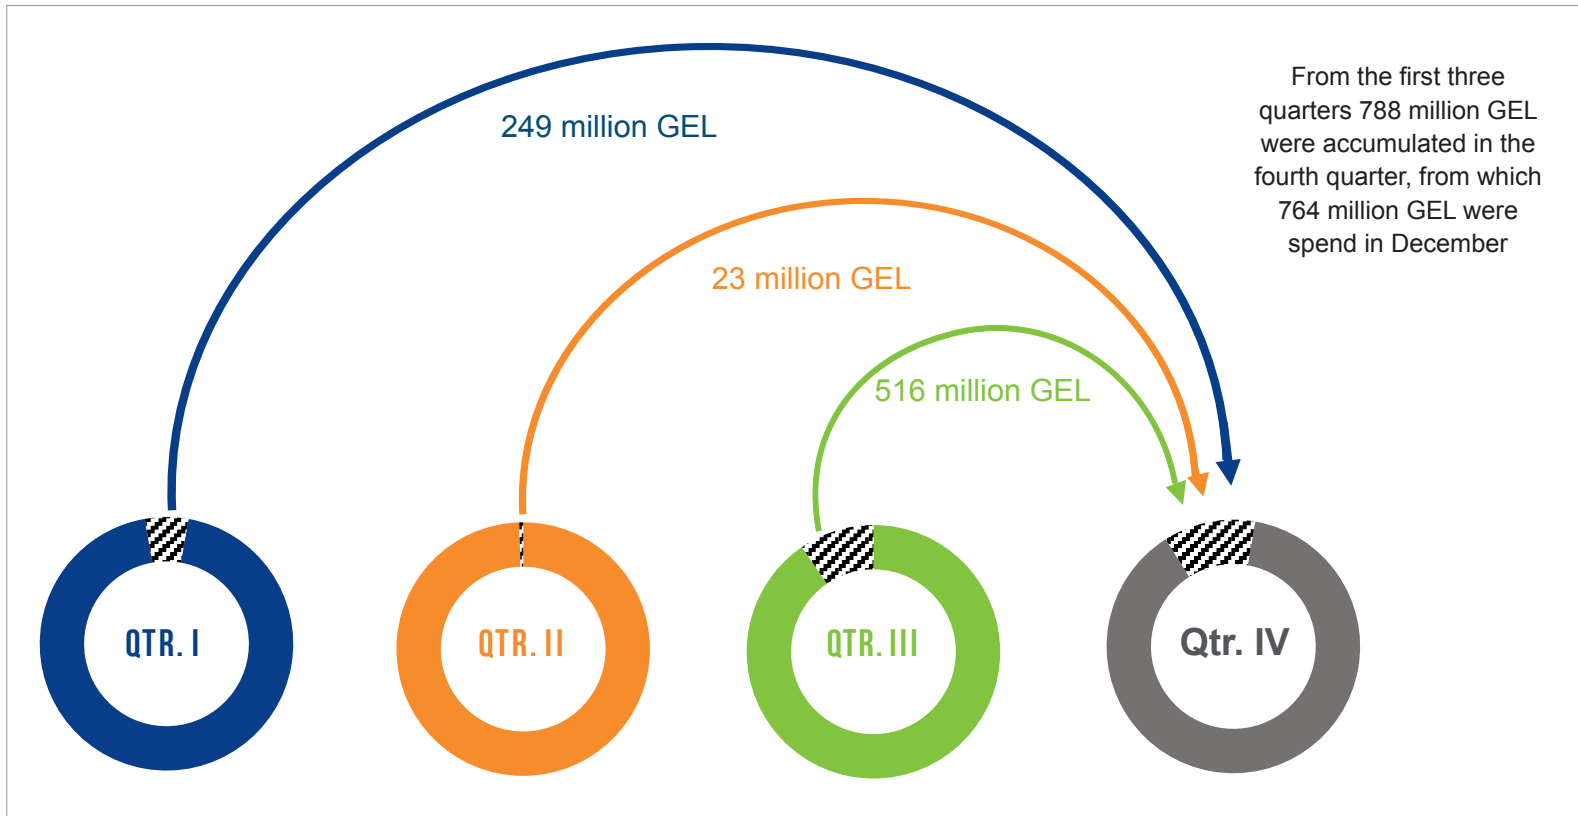 From the first three
quarters 788 million GEL
were accumulated in the
fourth quarter, from which
764 million GEL were
spend in December
249 million GEL
23 million GEL
516 million GEL
QTR. I
QTR. II
QTR. III
Qtr. IV